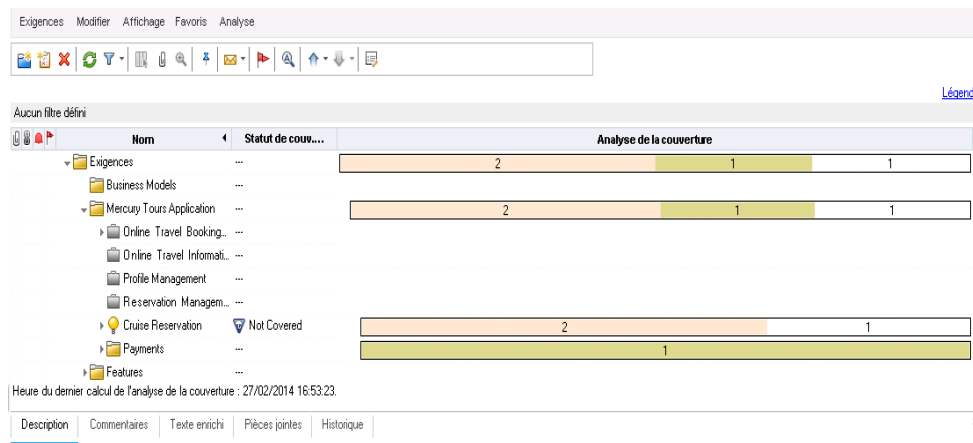 Exigences Modifier Affichage Favoris Analyse
Légend
Aucun filtre défini
Nom Statut de couv.... Analyse de la couverture
Exigences --- 2 1 1
Business Models ---
Mercury Tours Application --- 2 1 1
Online Travel Booking... ---
Online Travel Informati... ---
Profile Management ---
Reservation Managem... ---
Cruise Reservation Not Covered 2 1
Payments --- 1
Features ---
Heure du dernier calcul de l'analyse de la couverture : 27/02/2014 16:53:23.
Description Commentaires Texte enrichi Pièces jointes Historique